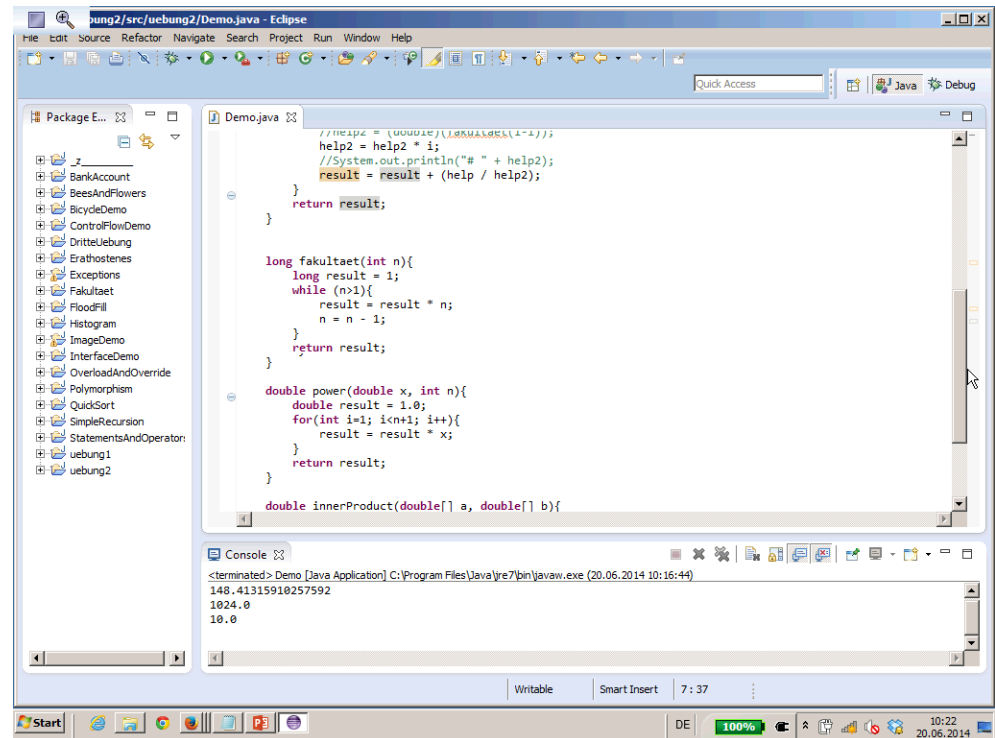 bung2/src/uebung2/Demo.java - Eclipse
File Edit Source Refactor Navigate Search Project Run Window Help
Quick Access
Java
Debug
Package E...
_z________
BankAccount
BeesAndFlowers
BicycleDemo
ControlFlowDemo
DritteUebung
Erathostenes
Exceptions
Fakultaet
FloodFill
Histogram
ImageDemo
InterfaceDemo
OverloadAndOverride
Polymorphism
QuickSort
SimpleRecursion
StatementsAndOperator
uebung1
uebung2
Demo.java
//help2 = (double)(fakultaet(i-1));
help2 = help2 * i;
//System.out.println("# " + help2);
result = result + (help / help2);
}
return result;
}
long fakultaet(int n){
long result = 1;
while (n>1){
result = result * n;
n = n - 1;
}
return result;
}
double power(double x, int n){
double result = 1.0;
for(int i=1; i<n+1; i++){
result = result * x;
}
return result;
}
double innerProduct(double[] a, double[] b){
Console
<terminated> Demo [Java Application] C:\Program Files\Java\jre7\bin\javaw.exe (20.06.2014 10:16:44)
148.41315910257592
1024.0
10.0
Writable
Smart Insert
7 : 37
Start
DE
100%
10:22
20.06.2014